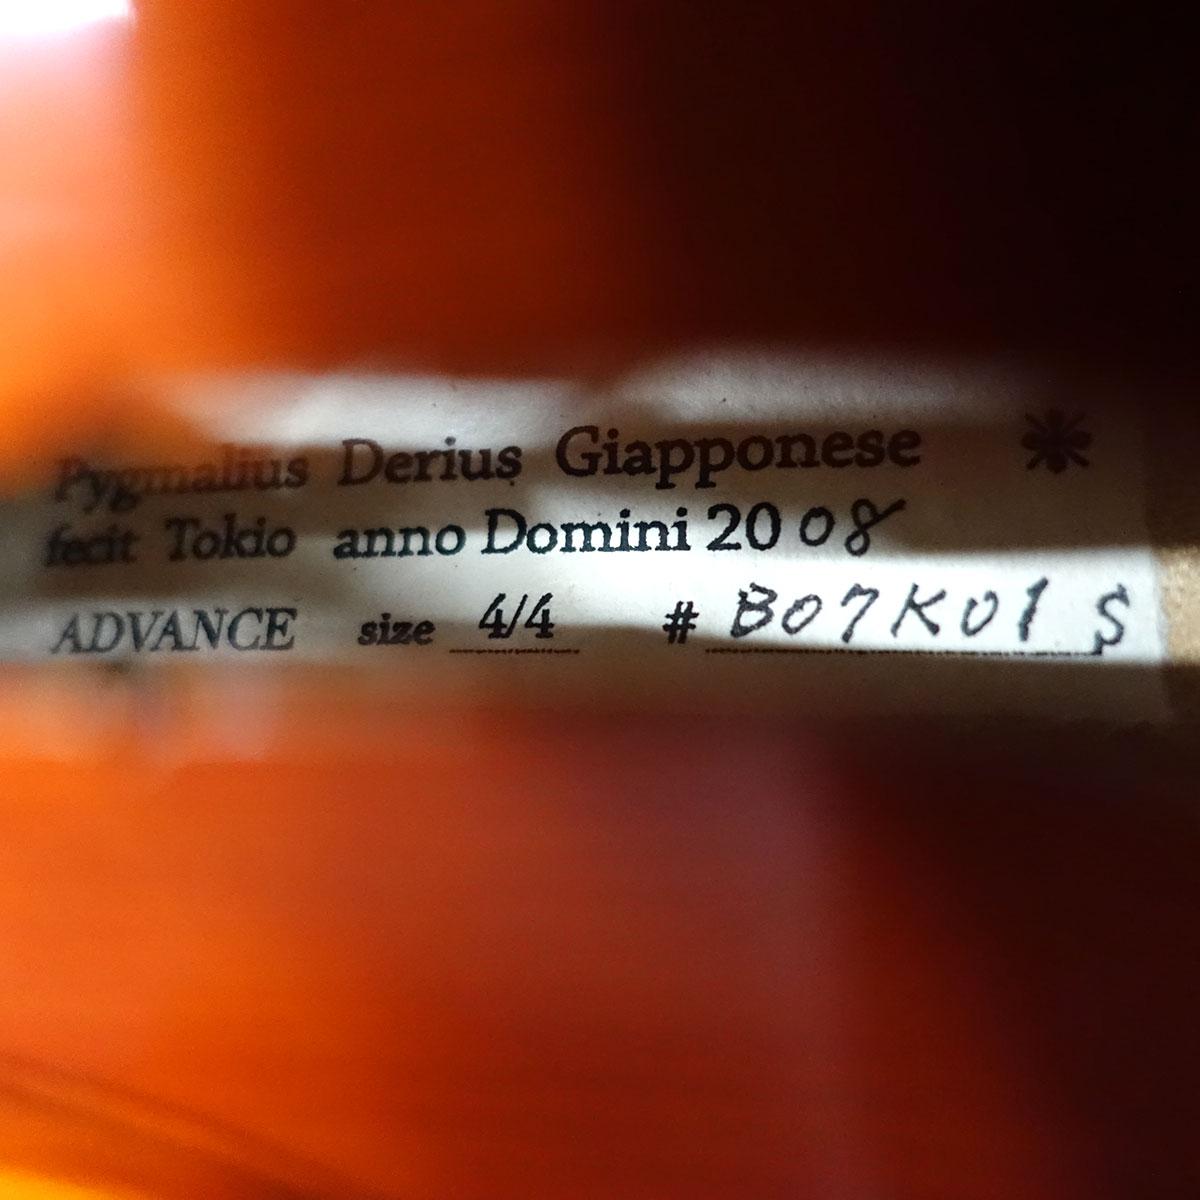 Pygmalius Derius Giapponese
fecit Tokio anno Domini 2008
ADVANCE size 4/4 # B07K01 S